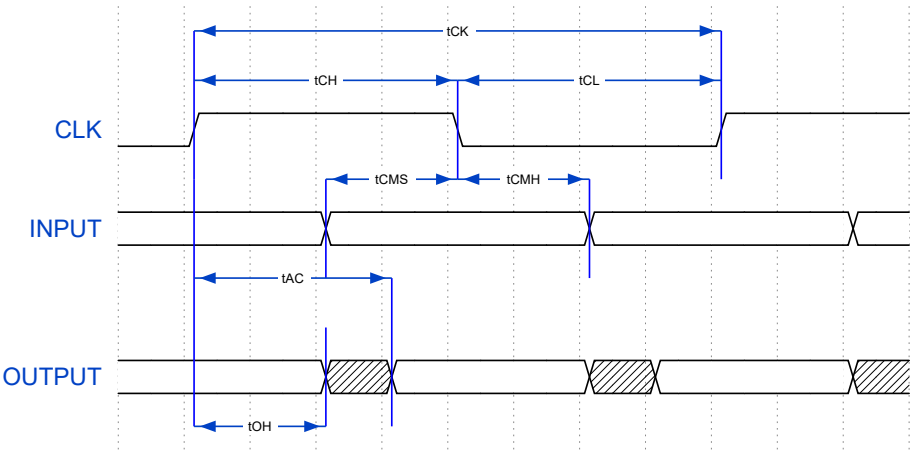 tCK
tCH
tCL
CLK
tCMS
tCMH
INPUT
tAC
OUTPUT
tOH